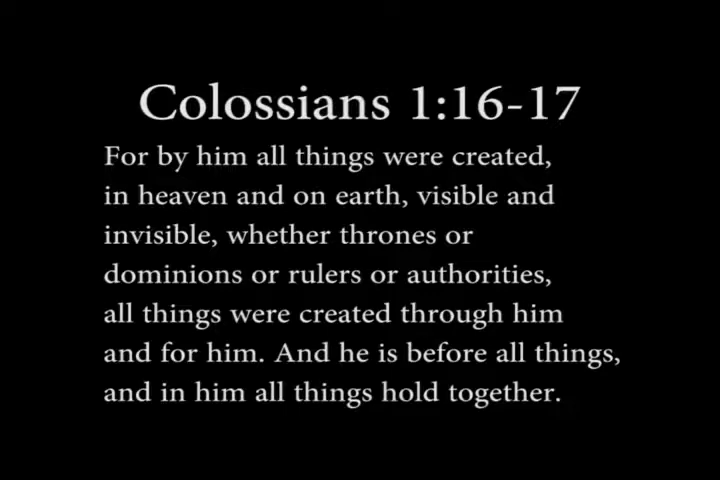 Colossians 1:16-17
For by him all things were created,
in heaven and on earth, visible and
invisible, whether thrones or
dominions or rulers or authorities,
all things were created through him
and for him. And he is before all things,
and in him all things hold together.